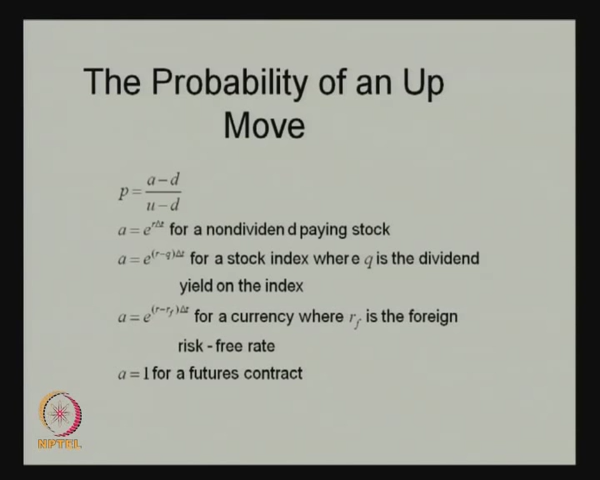 The Probability of an Up
Move
p = \frac{a-d}{u-d}
a = e^{rΔt} for a nondividen d paying stock
a = e^{(r-q)Δt} for a stock index where q is the dividend
yield on the index
a = e^{(r-r_f)Δt} for a currency where r_f is the foreign
risk - free rate
a = 1 for a futures contract
NPTEL